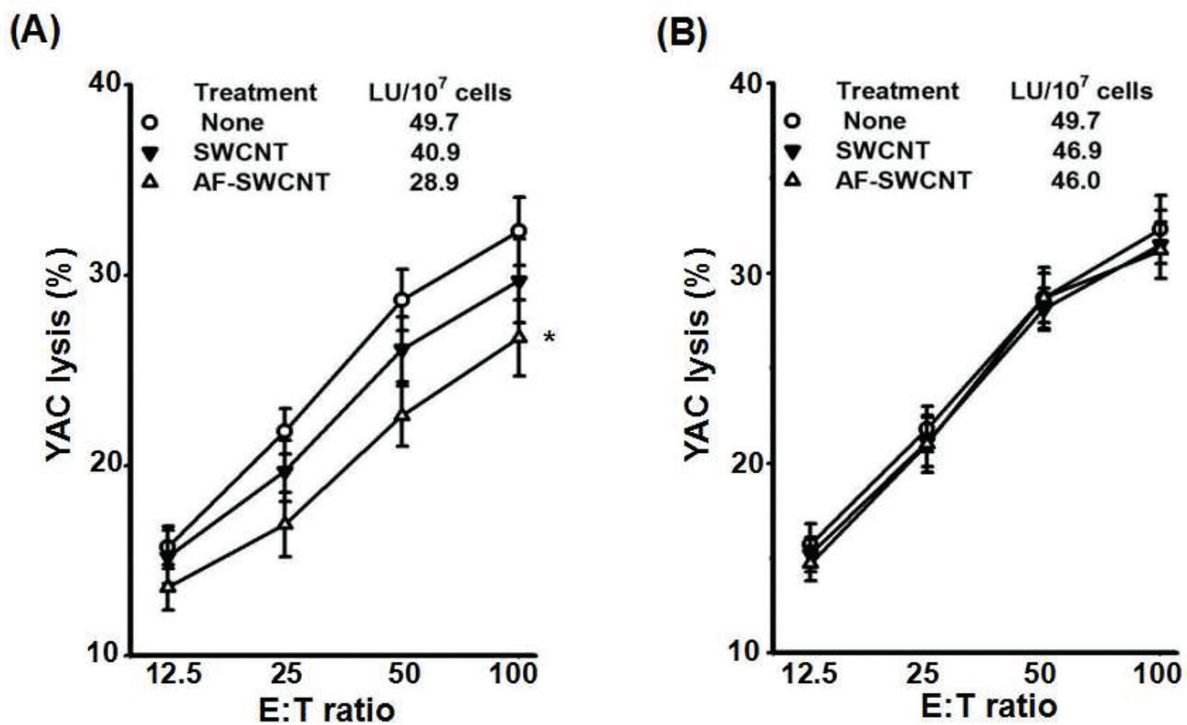 (A)
40
Treatment LU/10⁷ cells
None 49.7
SWCNT 40.9
AF-SWCNT 28.9
30
*
20
10
YAC lysis (%)
12.5 25 50 100
E:T ratio
(B)
40
Treatment LU/10⁷ cells
None 49.7
SWCNT 46.9
AF-SWCNT 46.0
30
20
10
YAC lysis (%)
12.5 25 50 100
E:T ratio